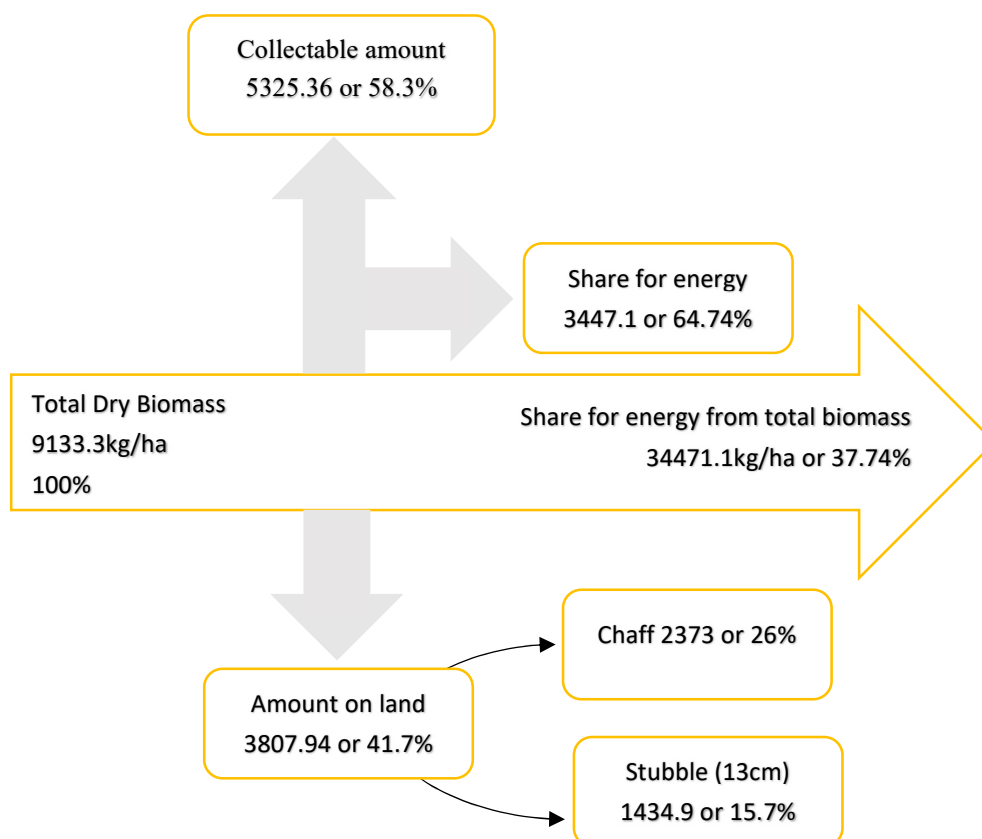 Collectable amount
5325.36 or 58.3%
Share for energy
3447.1 or 64.74%
Total Dry Biomass
9133.3kg/ha
100%
Share for energy from total biomass
34471.1kg/ha or 37.74%
Chaff 2373 or 26%
Amount on land
3807.94 or 41.7%
Stubble (13cm)
1434.9 or 15.7%